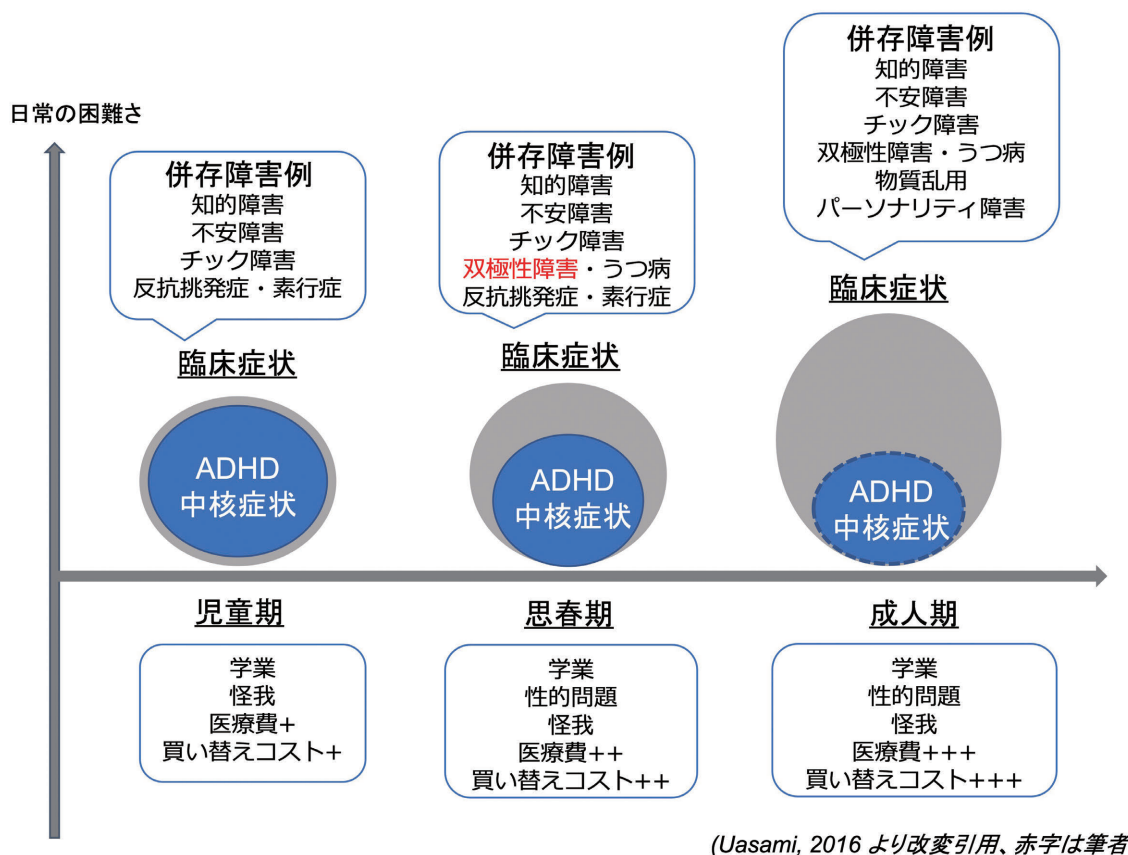 日常の困難さ
併存障害例
知的障害
不安障害
チック障害
反抗挑発症・素行症
臨床症状
ADHD
中核症状
児童期
学業
怪我
医療費+
買い替えコスト+
併存障害例
知的障害
不安障害
チック障害
双極性障害・うつ病
反抗挑発症・素行症
臨床症状
ADHD
中核症状
思春期
学業
性的問題
怪我
医療費++
買い替えコスト++
併存障害例
知的障害
不安障害
チック障害
双極性障害・うつ病
物質乱用
パーソナリティ障害
臨床症状
ADHD
中核症状
成人期
学業
性的問題
怪我
医療費+++
買い替えコスト+++
(Uasami, 2016 より改変引用、赤字は筆者